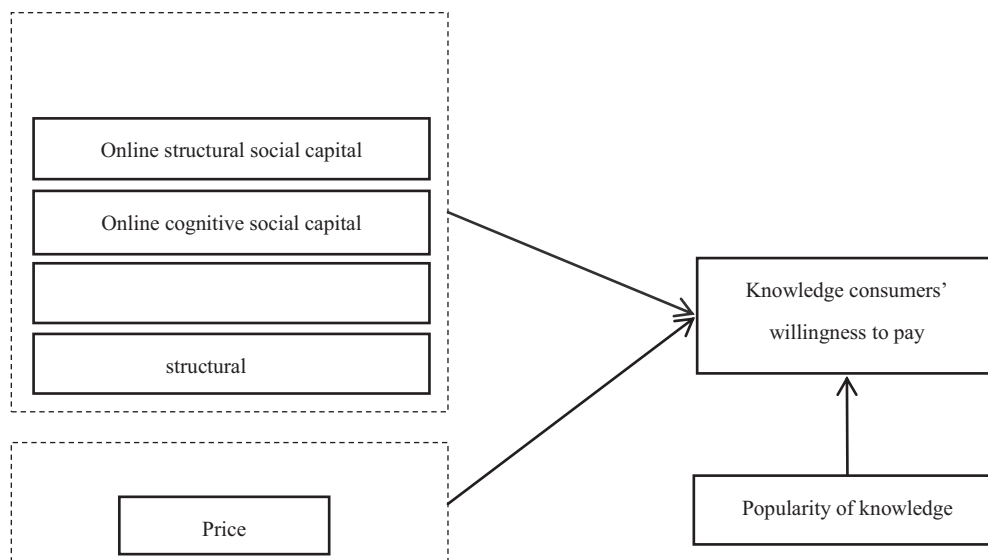 Online structural social capital
Online cognitive social capital
structural
Knowledge consumers’
willingness to pay
Price
Popularity of knowledge